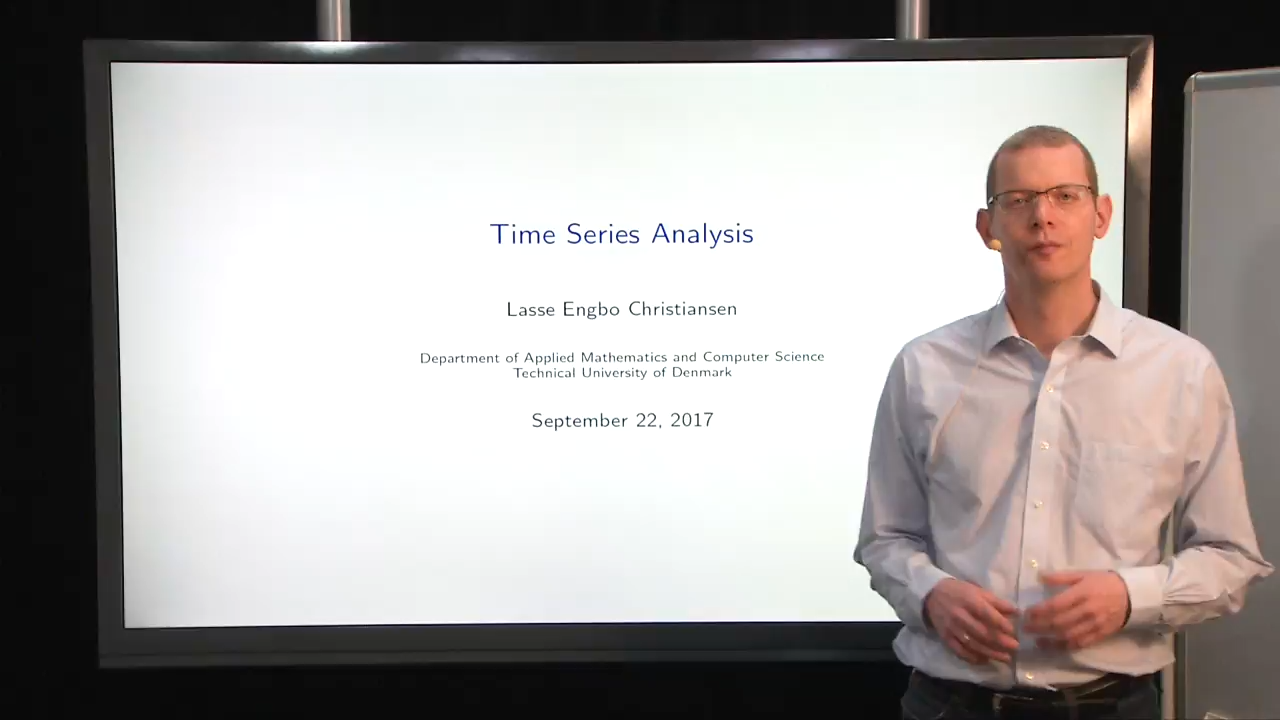 Time Series Analysis
Lasse Engbo Christiansen
Department of Applied Mathematics and Computer Science
Technical University of Denmark
September 22, 2017